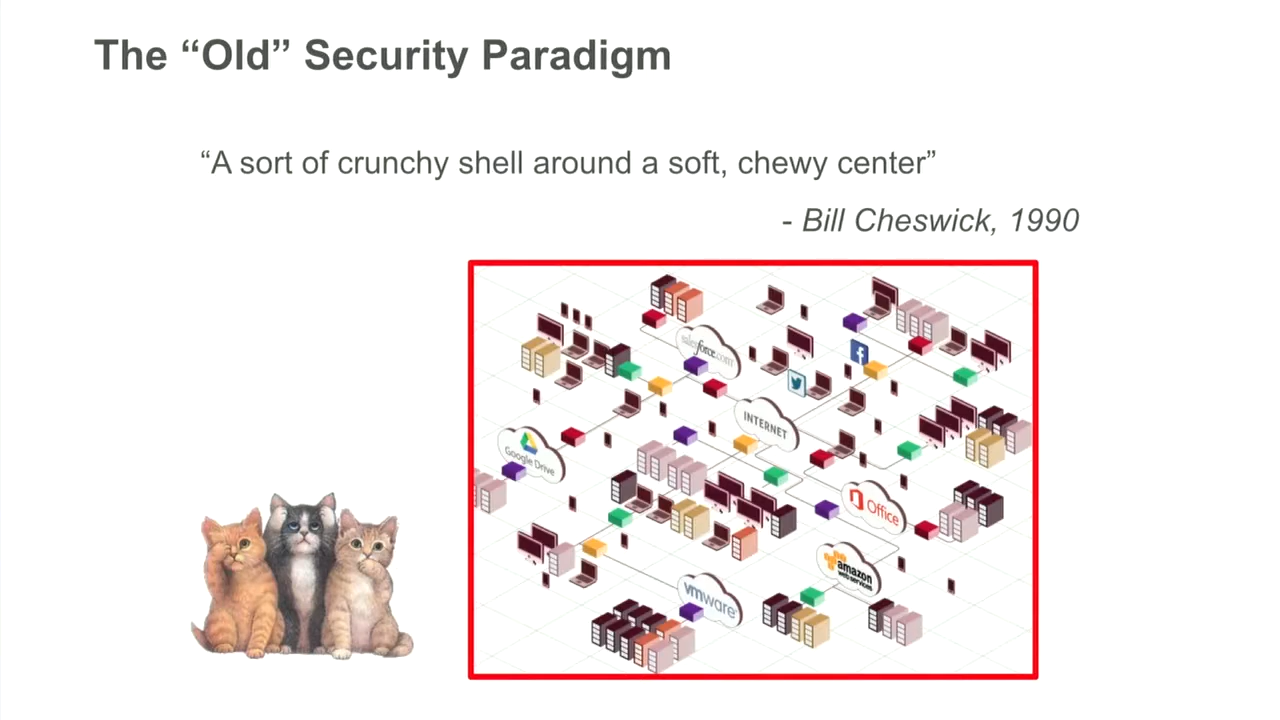 The “Old” Security Paradigm
“A sort of crunchy shell around a soft, chewy center”
- Bill Cheswick, 1990
salesforce.com
INTERNET
Google Drive
Office
amazon
web services
vmware